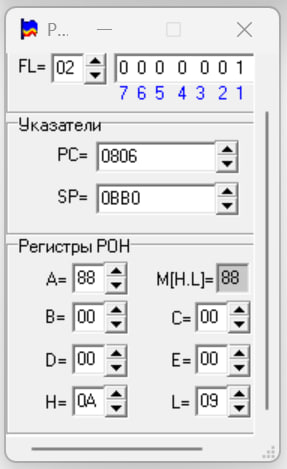 Р...
FL= 02 0 0 0 0 0 0 1
7 6 5 4 3 2 1
Указатели
PC= 0806
SP= 0BB0
Регистры РОН
A= 88 M[H.L]= 88
B= 00 C= 00
D= 00 E= 00
H= 0A L= 09